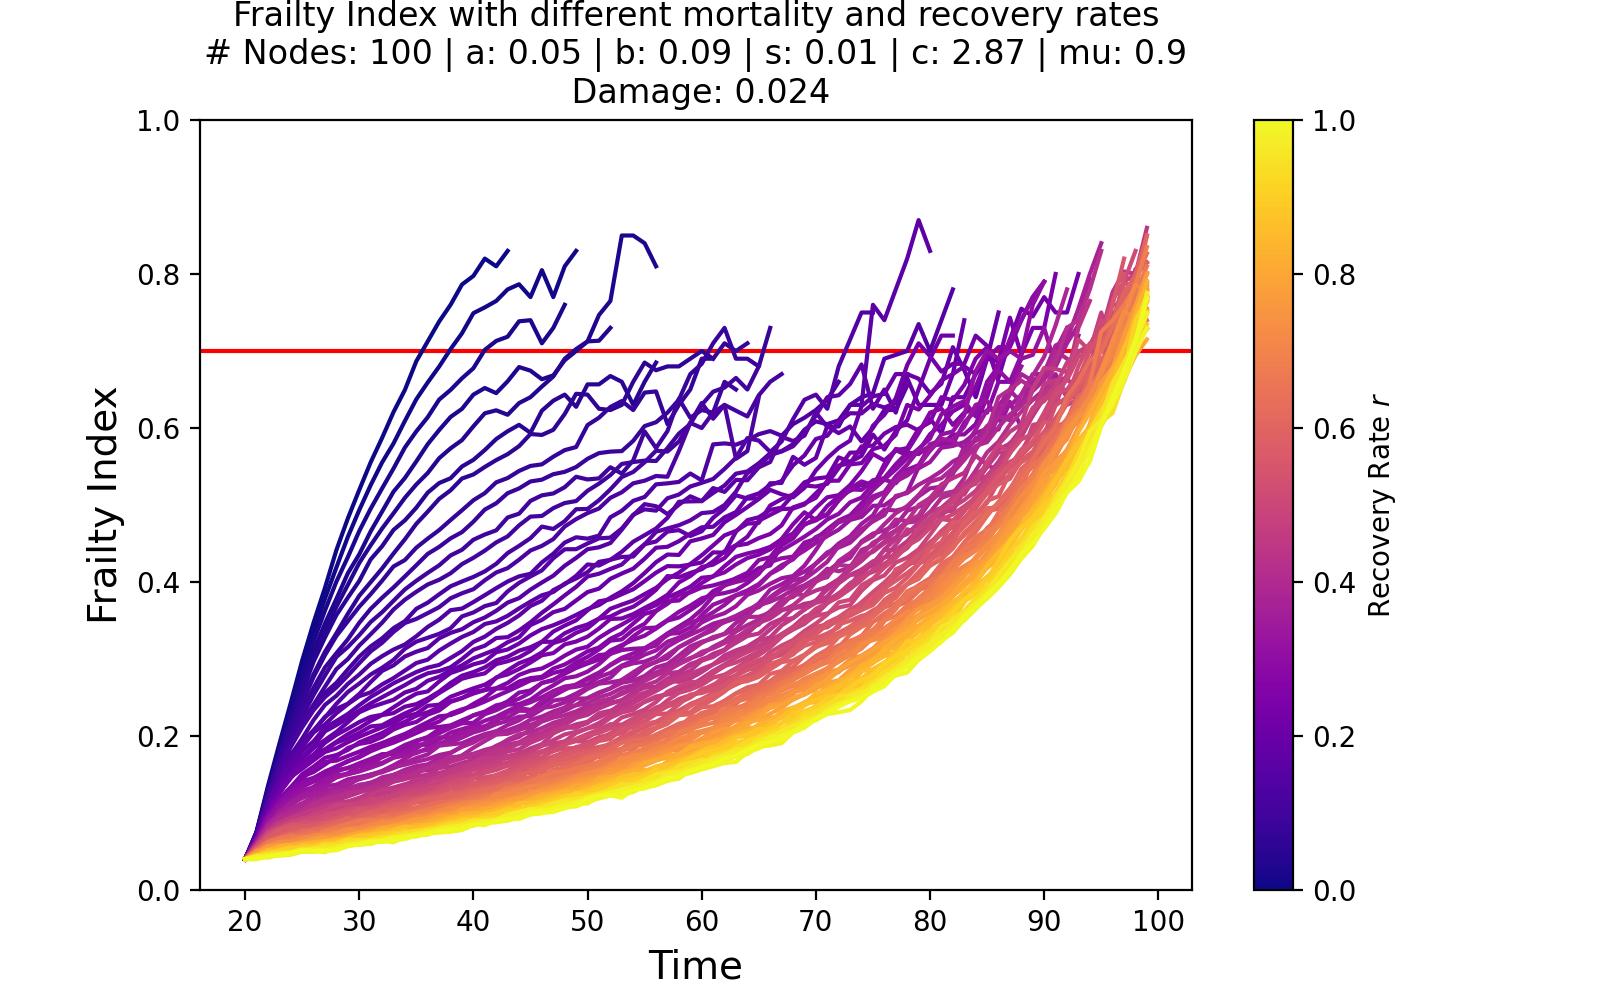 Frailty Index with different mortality and recovery rates
# Nodes: 100 | a: 0.05 | b: 0.09 | s: 0.01 | c: 2.87 | mu: 0.9
Damage: 0.024
1.0
0.8
0.6
0.4
0.2
0.0
Frailty Index
20 30 40 50 60 70 80 90 100
Time
1.0
0.8
0.6
0.4
0.2
0.0
Recovery Rate r